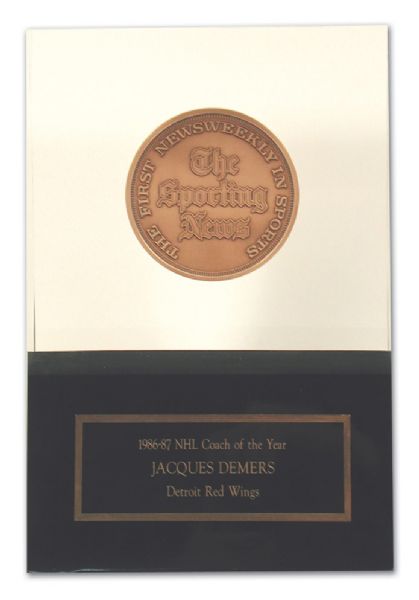 THE FIRST NEWSWEEKLY IN SPORTS
The
Sporting
News
1986-87 NHL Coach of the Year
JACQUES DEMERS
Detroit Red Wings